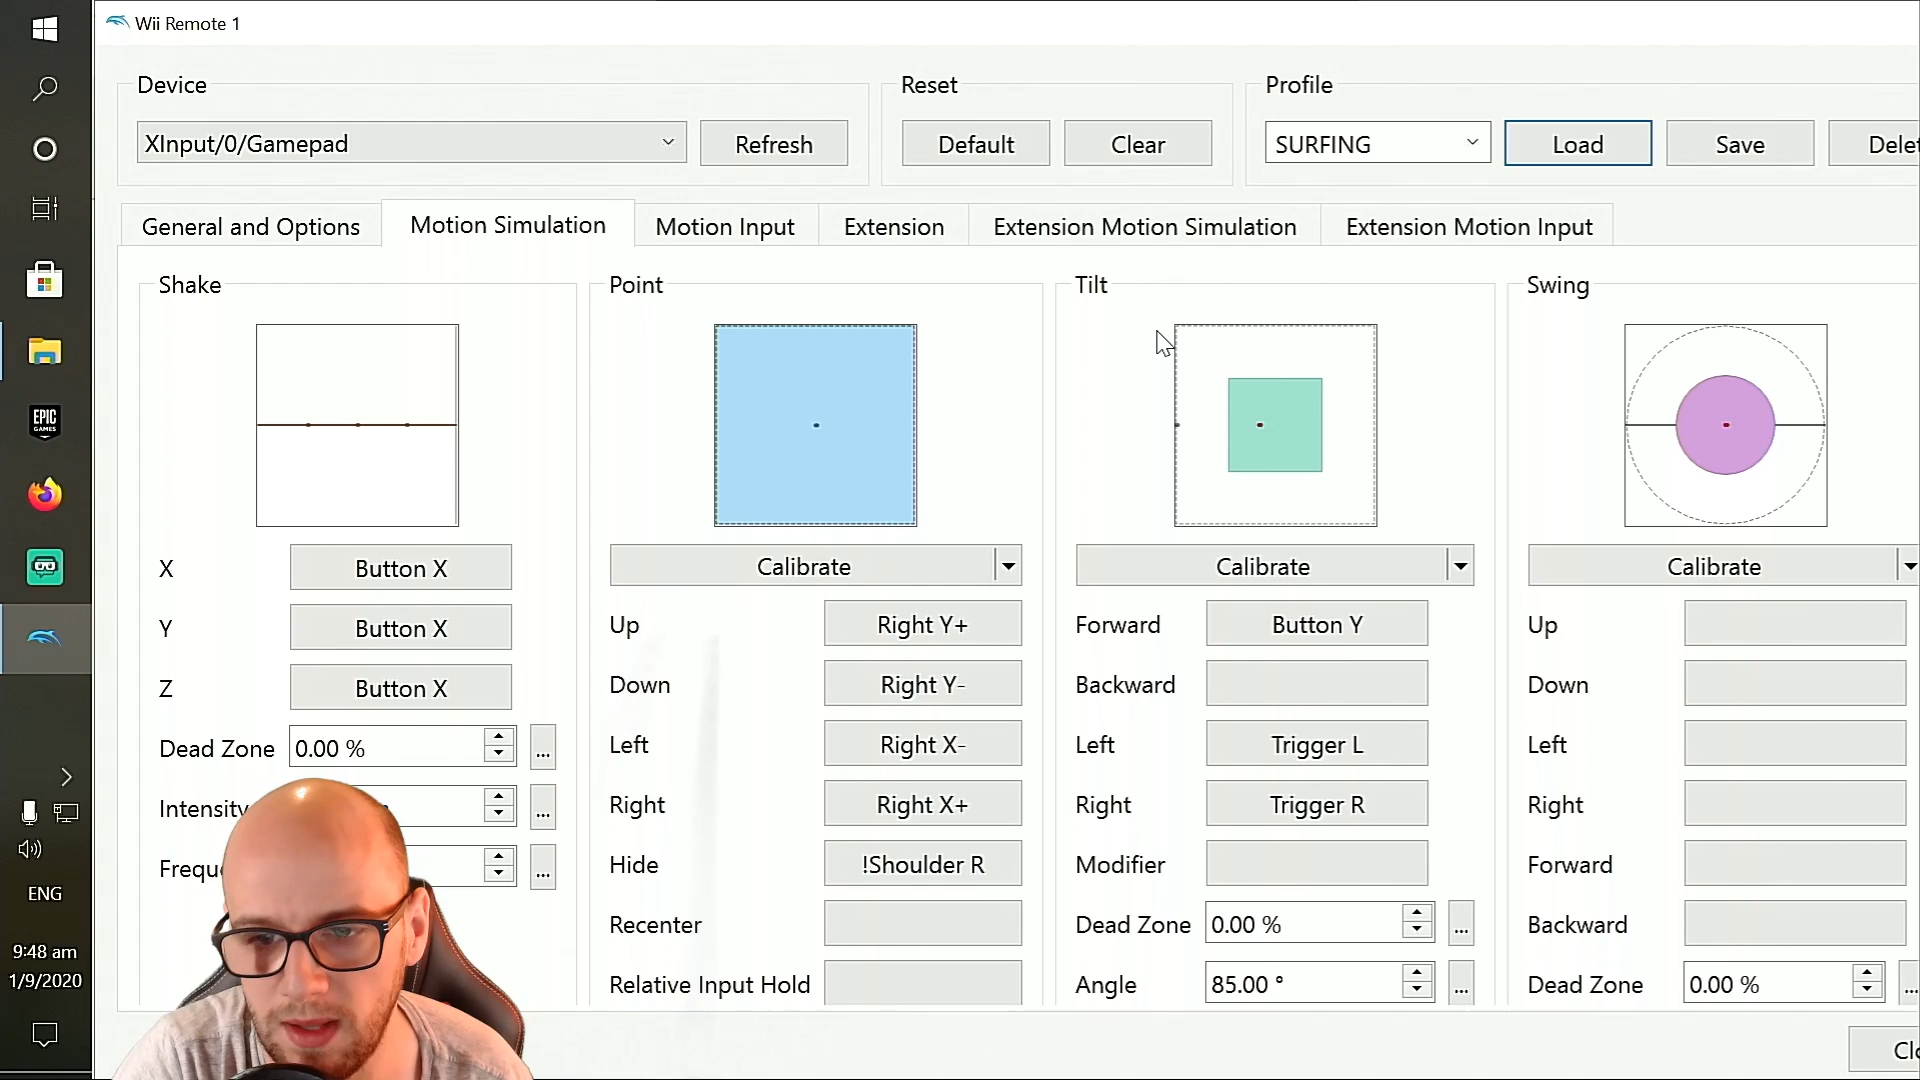 Wii Remote 1
Device
Reset
Profile
XInput/0/Gamepad
Refresh
Default
Clear
SURFING
Load
Save
General and Options
Motion Simulation
Motion Input
Extension
Extension Motion Simulation
Extension Motion Input
Shake
X Button X
Y Button X
Z Button X
Dead Zone 0.00 % ...
Intensity ...
...
Point
Calibrate
Up Right Y+
Down Right Y-
Left Right X-
Right Right X+
Hide !Shoulder R
Recenter
Relative Input Hold
Tilt
Calibrate
Forward Button Y
Backward
Left Trigger L
Right Trigger R
Modifier
Dead Zone 0.00 % ...
Angle 85.00 ° ...
Swing
Calibrate
Up
Down
Left
Right
Forward
Backward
Dead Zone 0.00 % ...
EPIC
GAMES
ENG
9:48 am
1/9/2020